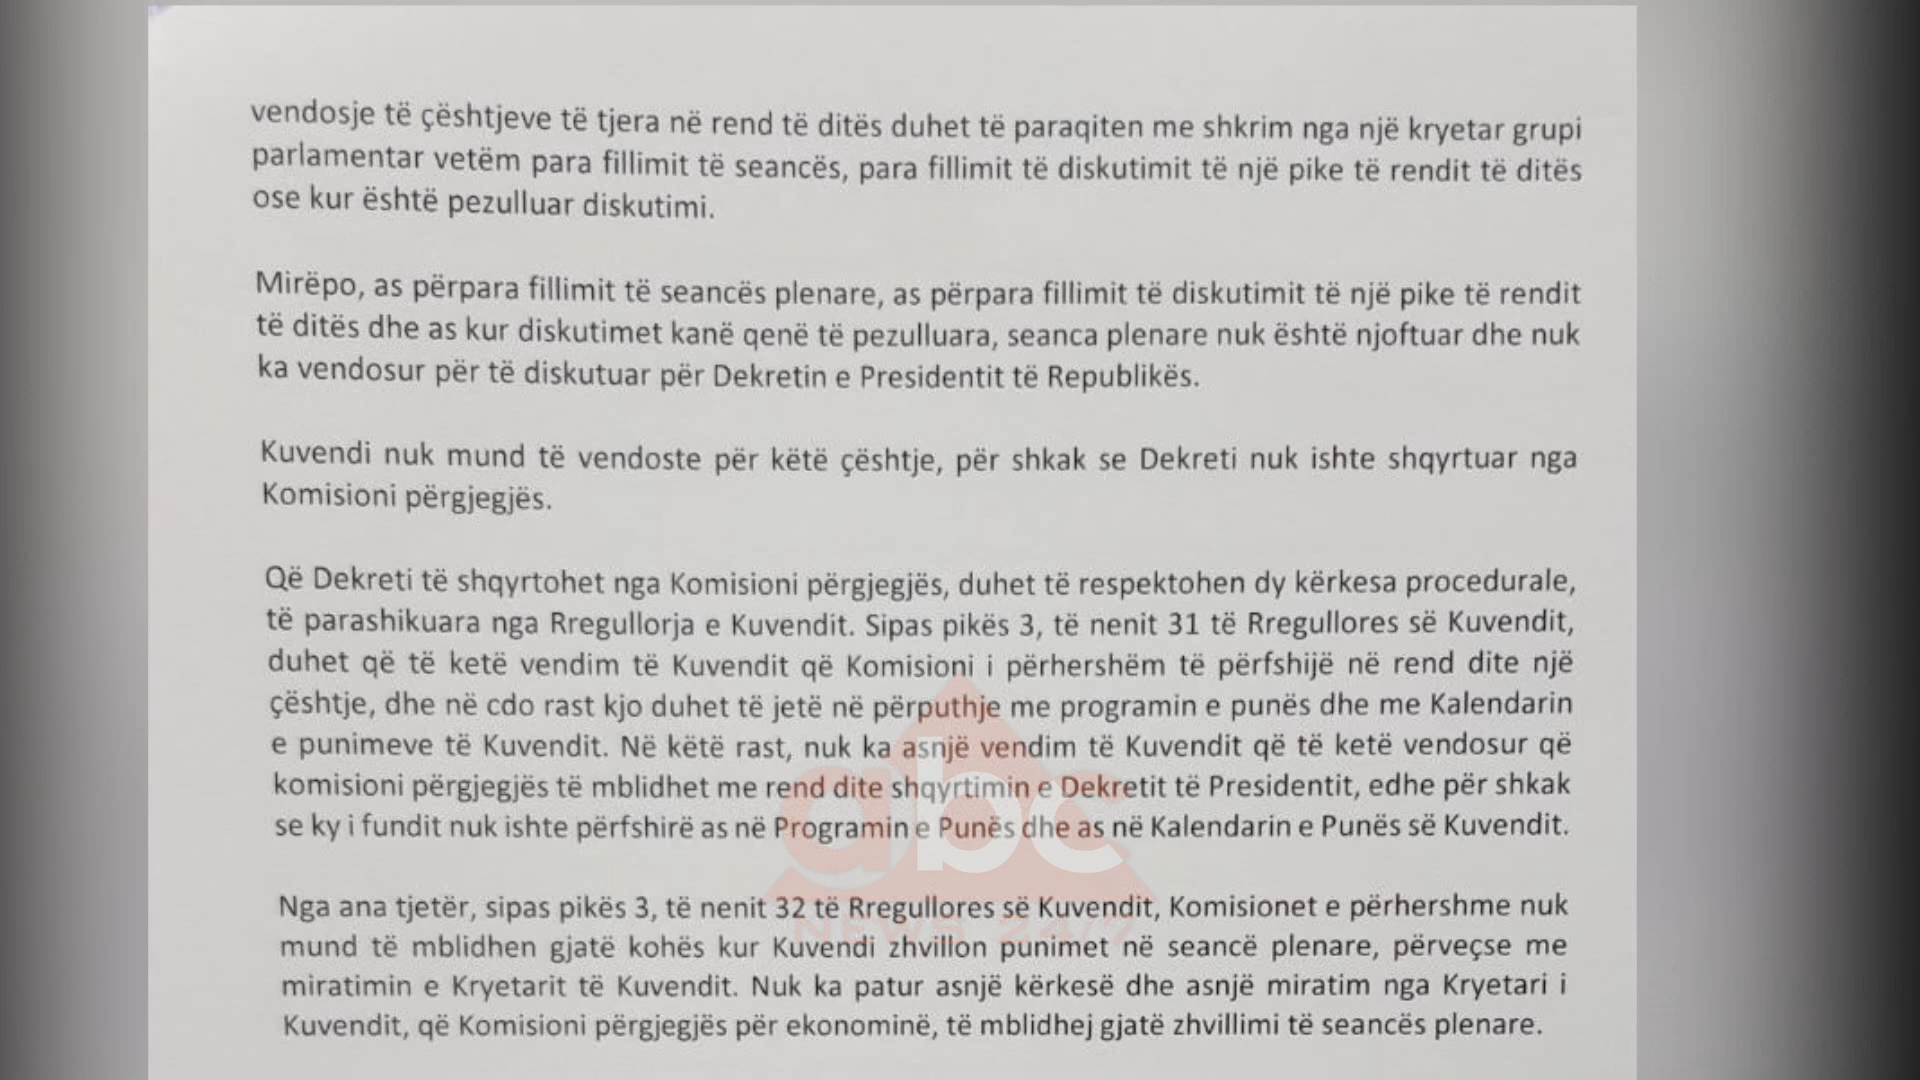 vendosje të çështjeve të tjera në rend të ditës duhet të paraqiten me shkrim nga një kryetar grupi
parlamentar vetëm para fillimit të seancës, para fillimit të diskutimit të një pike të rendit të ditës
ose kur është pezulluar diskutimi.
Mirëpo, as përpara fillimit të seancës plenare, as përpara fillimit të diskutimit të një pike të rendit
të ditës dhe as kur diskutimet kanë qenë të pezulluara, seanca plenare nuk është njoftuar dhe nuk
ka vendosur për të diskutuar për Dekretin e Presidentit të Republikës.
Kuvendi nuk mund të vendoste për këtë çështje, për shkak se Dekreti nuk ishte shqyrtuar nga
Komisioni përgjegjës.
Që Dekreti të shqyrtohet nga Komisioni përgjegjës, duhet të respektohen dy kërkesa procedurale,
të parashikuara nga Rregullorja e Kuvendit. Sipas pikës 3, të nenit 31 të Rregullores së Kuvendit,
duhet që të ketë vendim të Kuvendit që Komisioni i përhershëm të përfshijë në rend dite një
çështje, dhe në cdo rast kjo duhet të jetë në përputhje me programin e punës dhe me Kalendarin
e punimeve të Kuvendit. Në këtë rast, nuk ka asnjë vendim të Kuvendit që të ketë vendosur që
komisioni përgjegjës të mblidhet me rend dite shqyrtimin e Dekretit të Presidentit, edhe për shkak
se ky i fundit nuk ishte përfshirë as në Programin e Punës dhe as në Kalendarin e Punës së Kuvendit.
abc
NEWS 24/7
Nga ana tjetër, sipas pikës 3, të nenit 32 të Rregullores së Kuvendit, Komisionet e përhershme nuk
mund të mblidhen gjatë kohës kur Kuvendi zhvillon punimet në seancë plenare, përveçse me
miratimin e Kryetarit të Kuvendit. Nuk ka patur asnjë kërkesë dhe asnjë miratim nga Kryetari i
Kuvendit, që Komisioni përgjegjës për ekonominë, të mblidhej gjatë zhvillimi të seancës plenare.